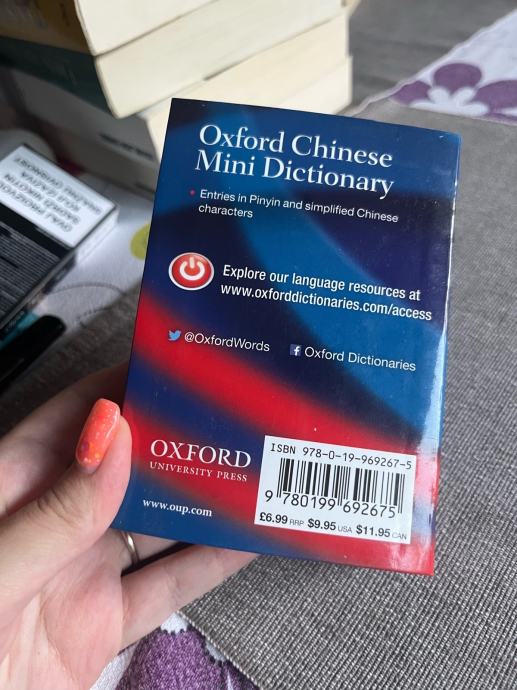 Oxford Chinese
Mini Dictionary
• Entries in Pinyin and simplified Chinese
characters
Explore our language resources at
www.oxforddictionaries.com/access
@OxfordWords
Oxford Dictionaries
OXFORD
UNIVERSITY PRESS
www.oup.com
ISBN 978-0-19-969267-5
9 780199 692675
£6.99 RRP $9.95 USA $11.95 CAN
OVAJ PROIZVOD